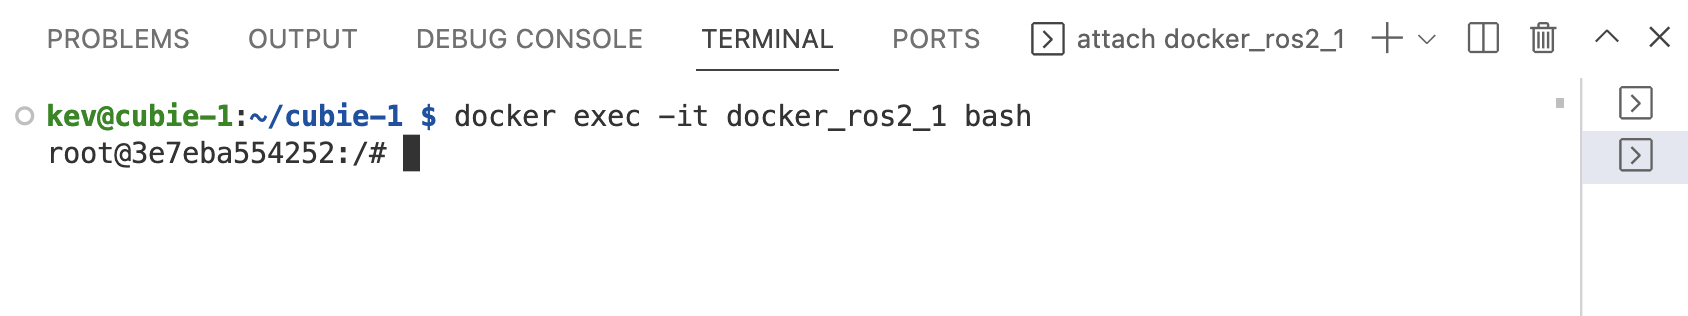 PROBLEMS OUTPUT DEBUG CONSOLE TERMINAL PORTS attach docker_ros2_1
kev@cubie-1:~/cubie-1 $ docker exec -it docker_ros2_1 bash
root@3e7eba554252:/#